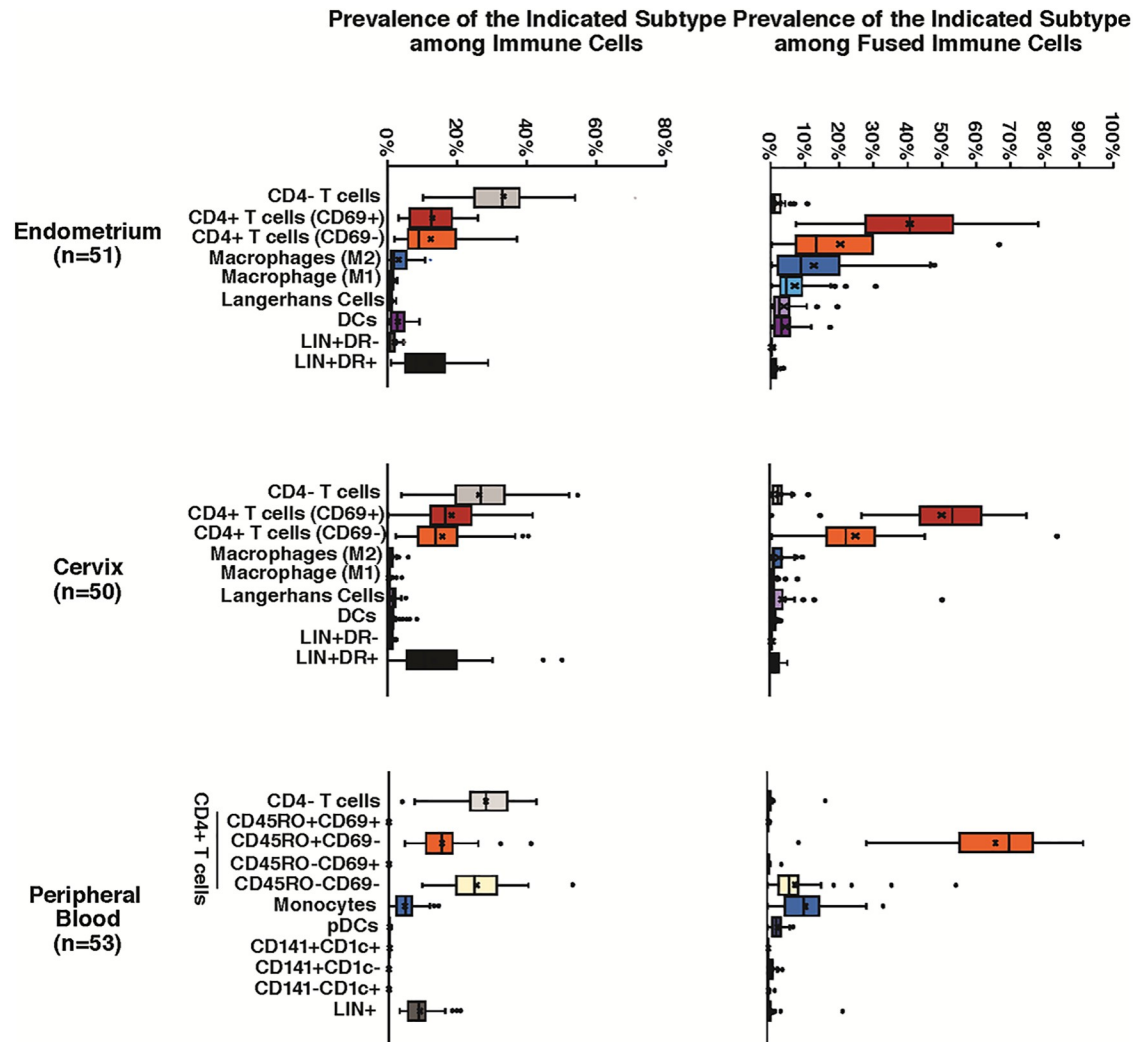 Prevalence of the Indicated Subtype
among Immune Cells
Prevalence of the Indicated Subtype
among Fused Immune Cells
0%
20%
40%
60%
80%
0%
10%
20%
30%
40%
50%
60%
70%
80%
90%
100%
Endometrium
(n=51)
CD4- T cells
CD4+ T cells (CD69+)
CD4+ T cells (CD69-)
Macrophages (M2)
Macrophage (M1)
Langerhans Cells
DCs
LIN+DR-
LIN+DR+
Cervix
(n=50)
CD4- T cells
CD4+ T cells (CD69+)
CD4+ T cells (CD69-)
Macrophages (M2)
Macrophage (M1)
Langerhans Cells
DCs
LIN+DR-
LIN+DR+
Peripheral
Blood
(n=53)
CD4+ T cells
CD4- T cells
CD45RO+CD69+
CD45RO+CD69-
CD45RO-CD69+
CD45RO-CD69-
Monocytes
pDCs
CD141+CD1c+
CD141+CD1c-
CD141-CD1c+
LIN+